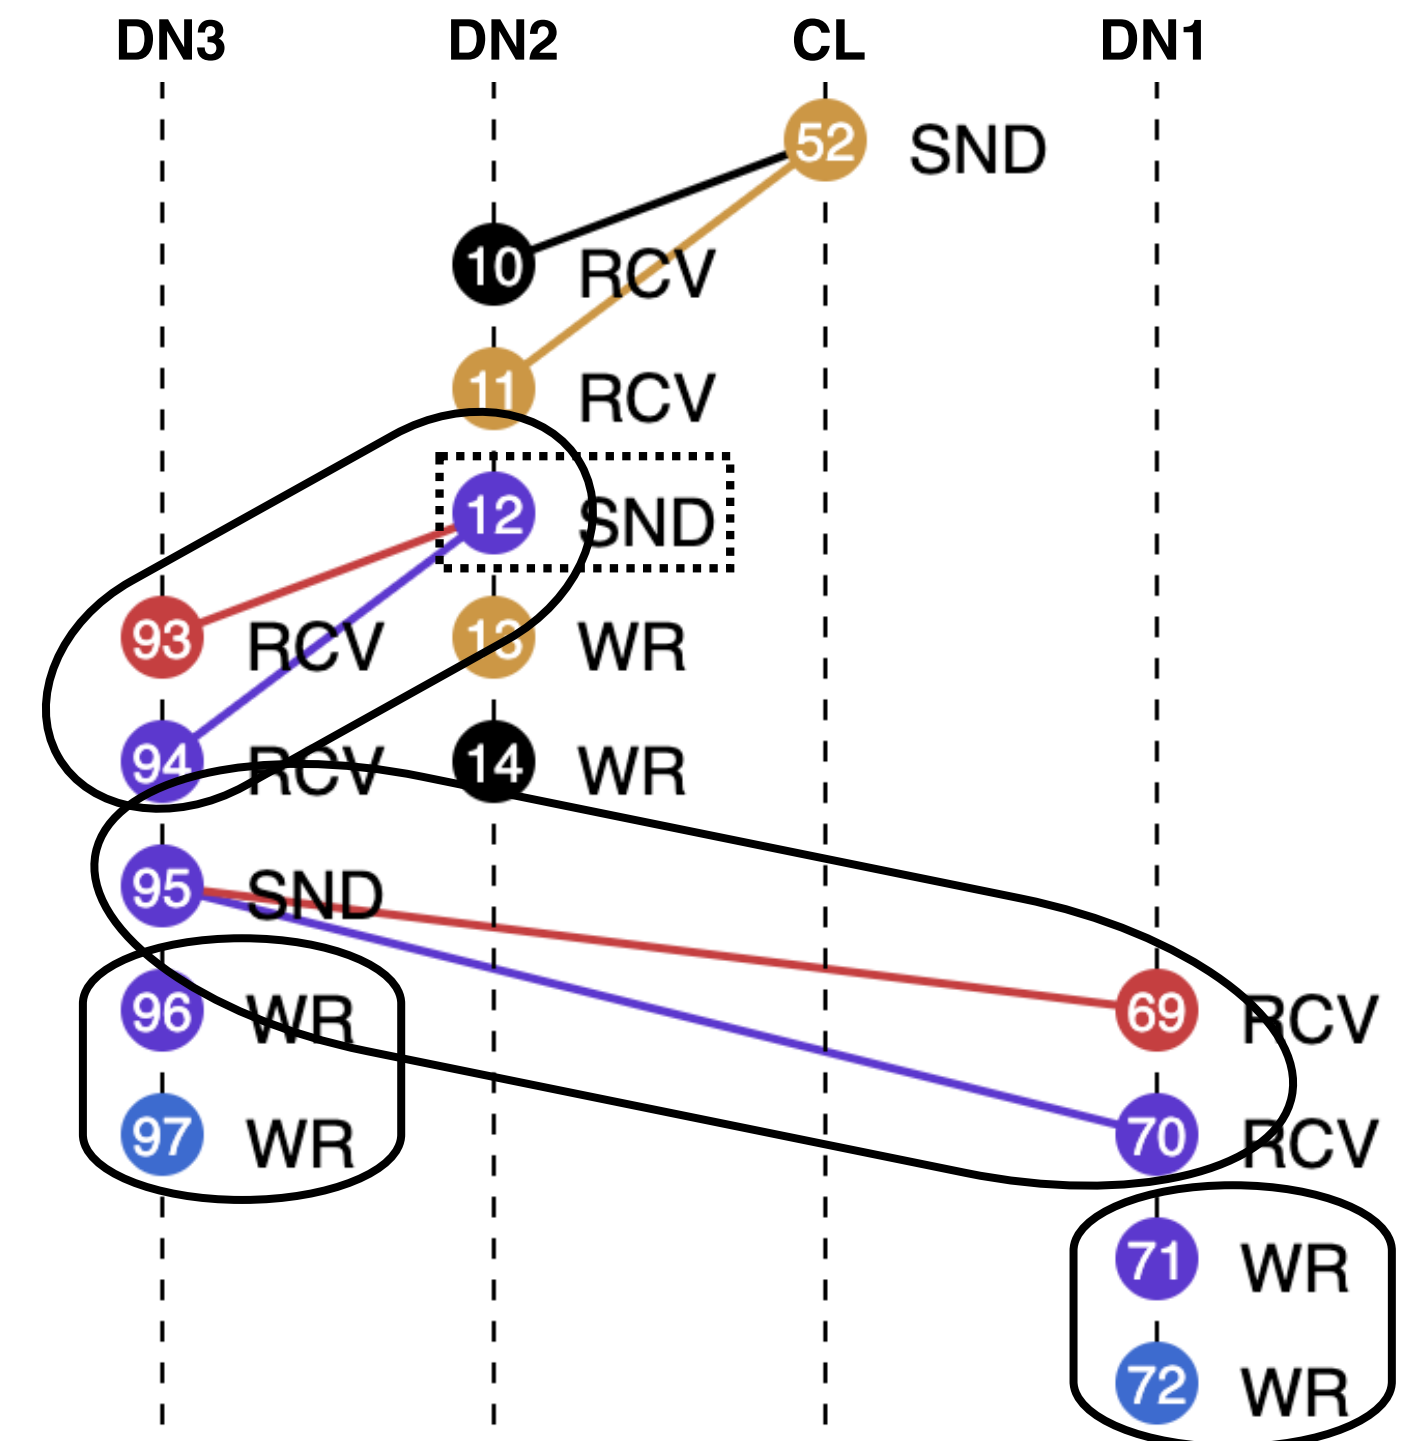 DN3 DN2 CL DN1
52 SND
10 RCV
11 RCV
12 SND
93 RCV 13 WR
94 RCV 14 WR
95 SND
96 WR 69 RCV
97 WR 70 RCV
71 WR
72 WR